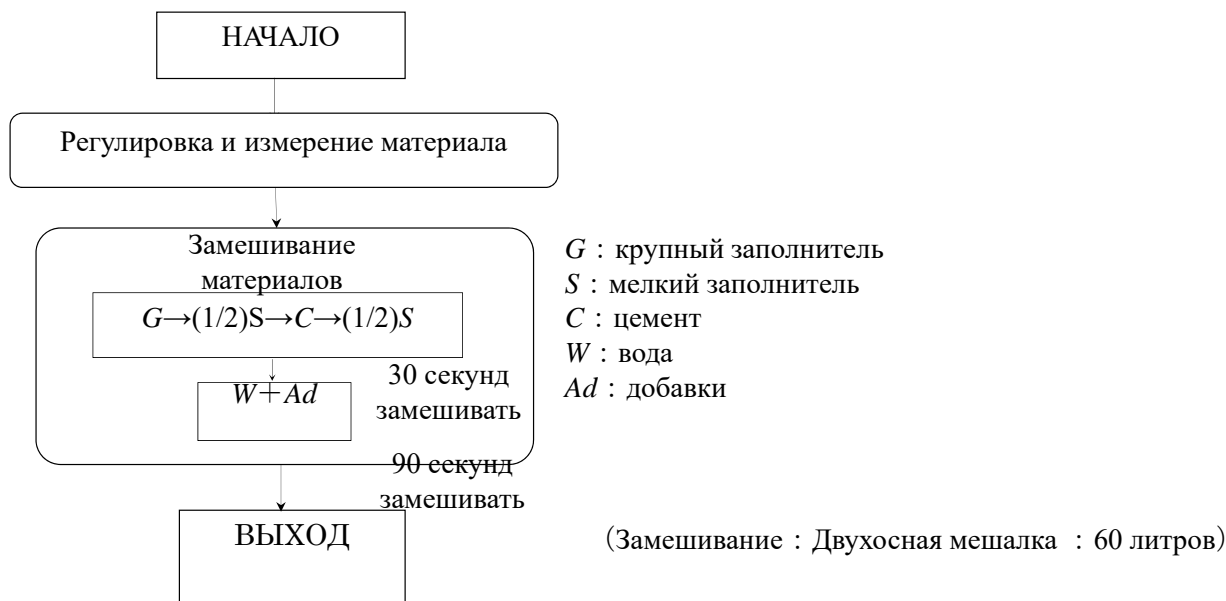 НАЧАЛО
Регулировка и измерение материала
Замешивание
материалов
G→(1/2)S→C→(1/2)S
30 секунд
замешивать
W+Ad
90 секунд
замешивать
ВЫХОД
G : крупный заполнитель
S : мелкий заполнитель
C : цемент
W : вода
Ad : добавки
(Замешивание : Двухосная мешалка : 60 литров)